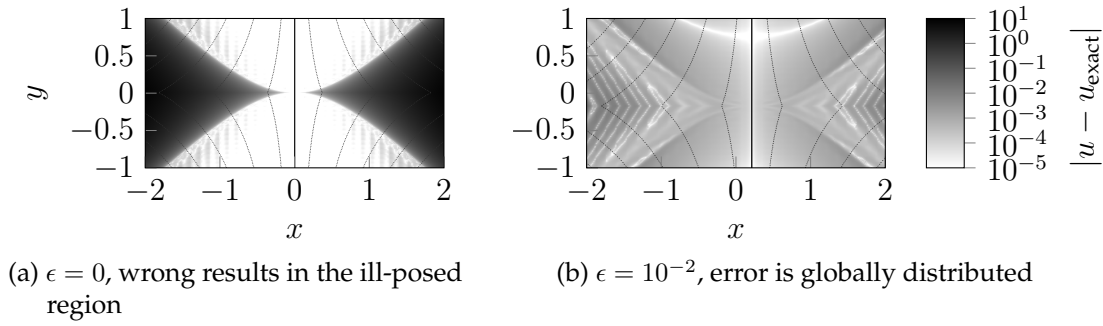 1
0.5
0
−0.5
−1
y
−2 −1 0 1 2
x
1
0.5
0
−0.5
−1
−2 −1 0 1 2
x
10^1
10^0
10^−1
10^−2
10^−3
10^−4
10^−5
|u − u_exact|
(a) ϵ = 0, wrong results in the ill-posed
region
(b) ϵ = 10^−2, error is globally distributed